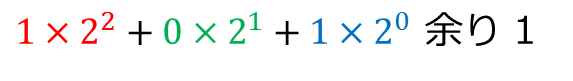 1 × 2² + 0 × 2¹ + 1 × 2⁰ 余り 1